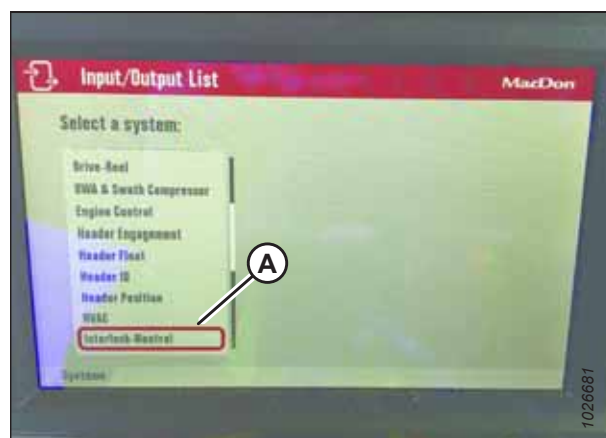 Input/Output List
MacDon
Select a system:
Drive-Reel
DWA & Swath Compressor
Engine Control
Header Engagement
Header Float
Header ID
Header Position
HVAC
Interlock-Neutral
A
System:
1026681